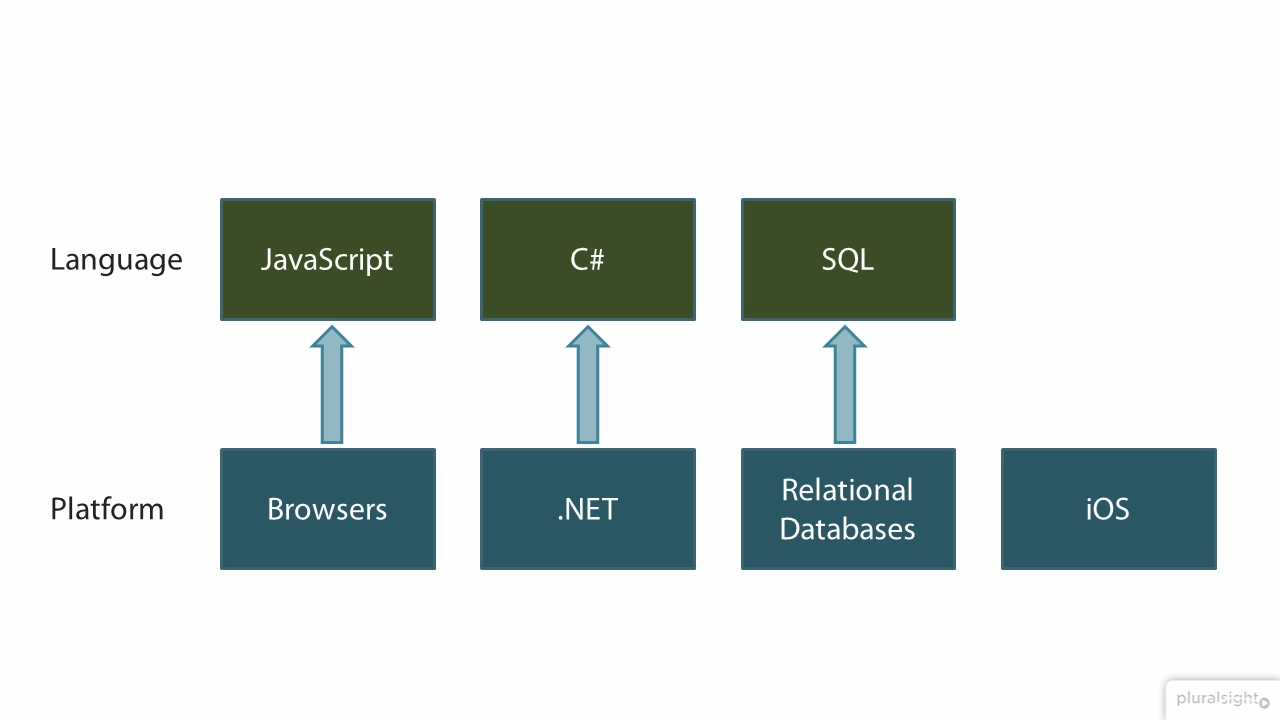 Language
JavaScript
C#
SQL
Platform
Browsers
.NET
Relational
Databases
iOS
pluralsight